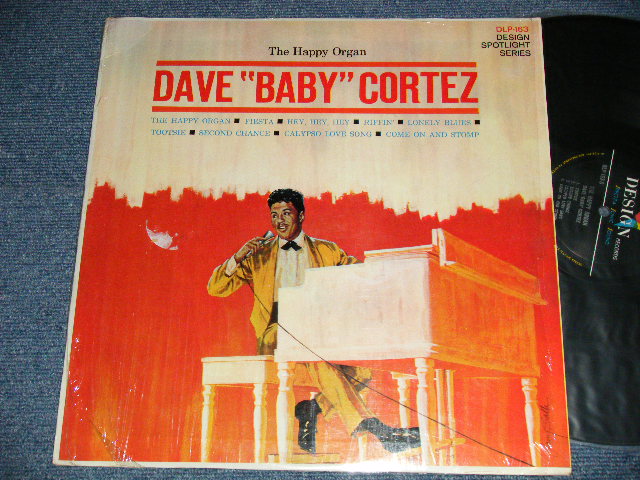 DLP-163
DESIGN
SPOTLIGHT
SERIES
The Happy Organ
DAVE "BABY" CORTEZ
THE HAPPY ORGAN ■ FIESTA ■ HEY, HEY, HEY ■ RIFFIN' ■ LONELY BLUES ■
TOOTSIE ■ SECOND CHANCE ■ CALYPSO LOVE SONG ■ COME ON AND STOMP
DESIGN
RECORDS